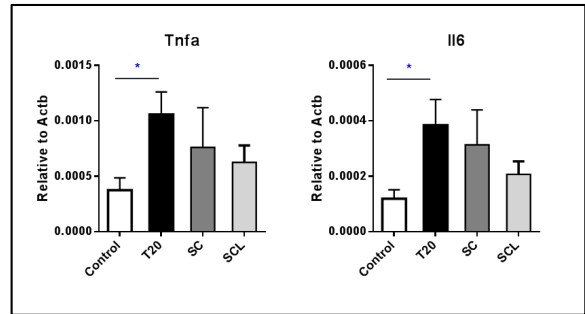 Tnfa
Relative to Actb
0.0015
0.0010
0.0005
0.0000
*
Control
T20
SC
SCL
Il6
Relative to Actb
0.0006
0.0004
0.0002
0.0000
*
Control
T20
SC
SCL